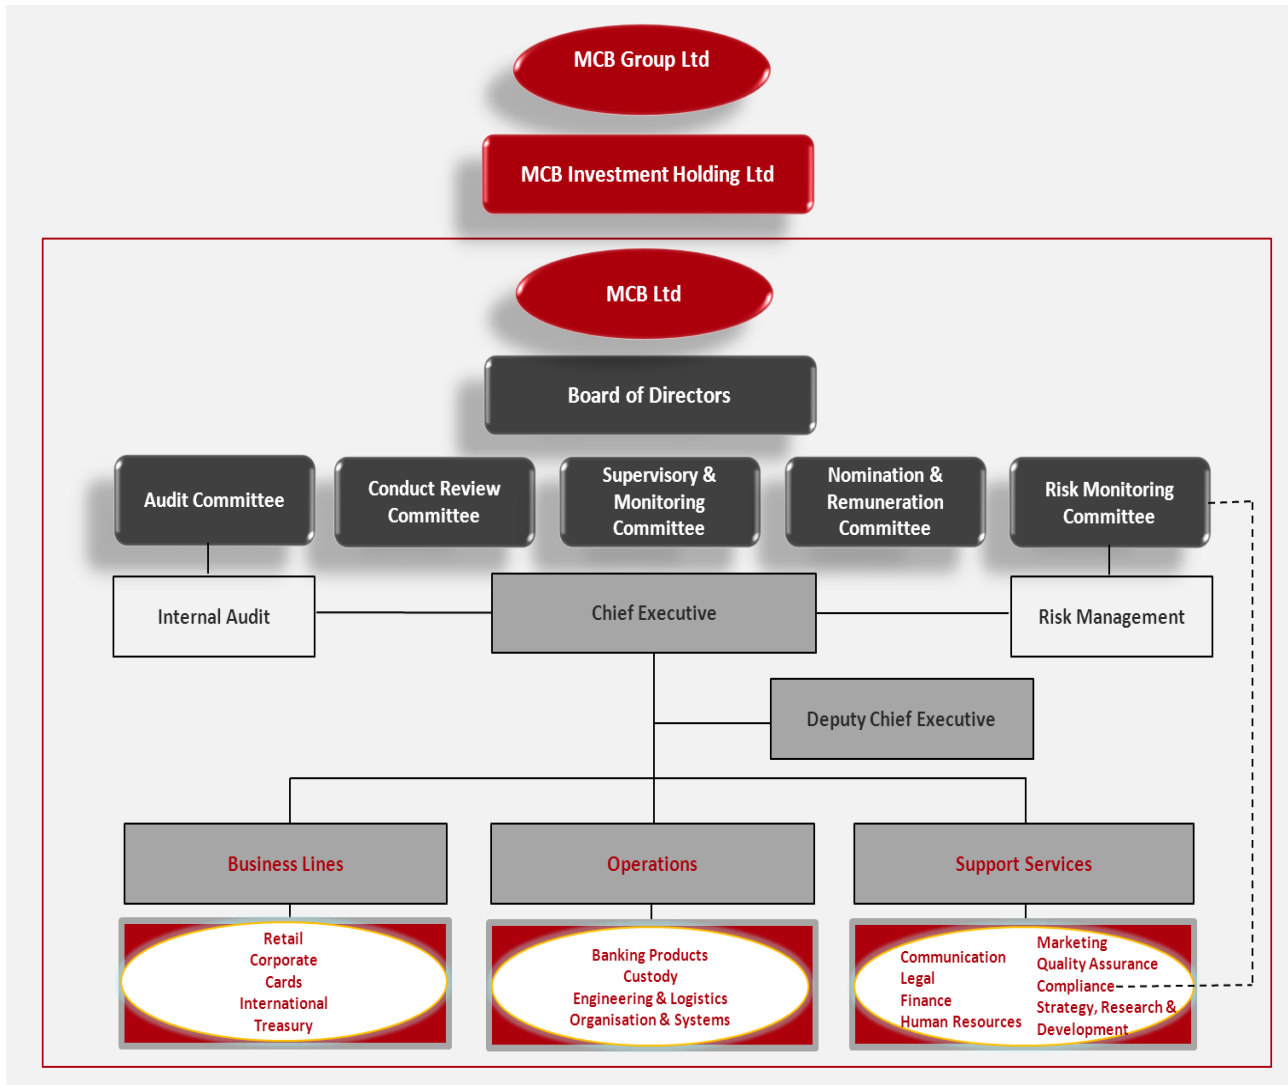 MCB Group Ltd
MCB Investment Holding Ltd
MCB Ltd
Board of Directors
Audit Committee
Conduct Review
Committee
Supervisory &
Monitoring
Committee
Nomination &
Remuneration
Committee
Risk Monitoring
Committee
Internal Audit
Chief Executive
Risk Management
Deputy Chief Executive
Business Lines
Operations
Support Services
Retail
Corporate
Cards
International
Treasury
Banking Products
Custody
Engineering & Logistics
Organisation & Systems
Communication
Legal
Finance
Human Resources
Marketing
Quality Assurance
Compliance
Strategy, Research &
Development